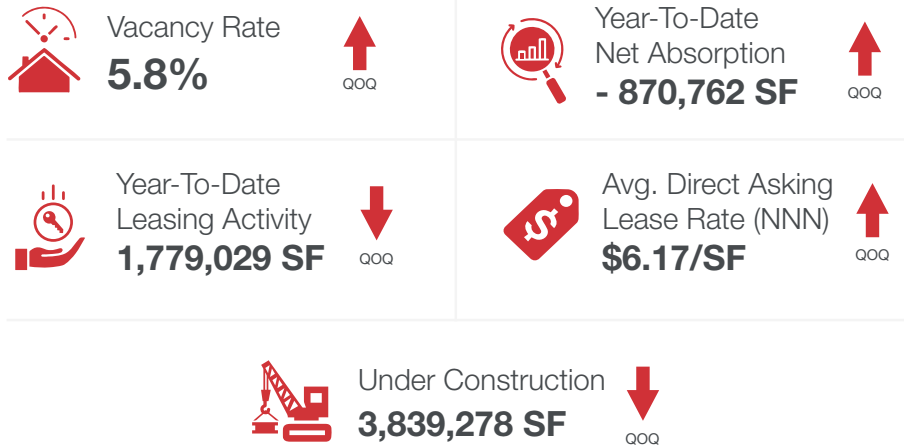 Vacancy Rate
5.8%
QOQ
Year-To-Date
Net Absorption
- 870,762 SF
QOQ
Year-To-Date
Leasing Activity
1,779,029 SF
QOQ
Avg. Direct Asking
Lease Rate (NNN)
$6.17/SF
QOQ
Under Construction
3,839,278 SF
QOQ